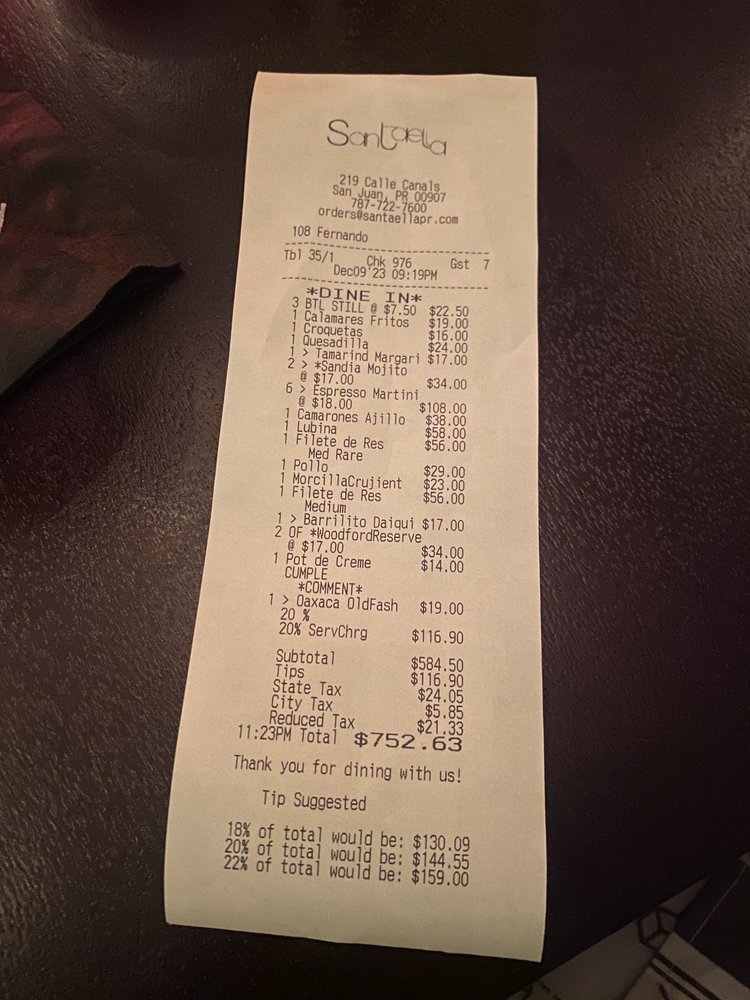 Santaella
219 Calle Canals
San Juan, PR 00907
787-722-7600
orders@santaellapr.com
108 Fernando
Tbl 35/1 Chk 976 Gst 7
Dec09'23 09:19PM
*DINE IN*
3 BTL STILL @ $7.50 $22.50
1 Calamares Fritos $19.00
1 Croquetas $16.00
1 Quesadilla $24.00
1 > Tamarind Margari $17.00
2 > *Sandia Mojito
@ $17.00 $34.00
6 > Espresso Martini
@ $18.00 $108.00
1 Camarones Ajillo $38.00
1 Lubina $58.00
1 Filete de Res $56.00
Med Rare
1 Pollo $29.00
1 MorcillaCrujient $23.00
1 Filete de Res $56.00
Medium
1 > Barrilito Daiqui $17.00
2 OF *WoodfordReserve
@ $17.00 $34.00
1 Pot de Creme $14.00
CUMPLE
*COMMENT*
1 > Oaxaca OldFash $19.00
20 %
20% ServChrg $116.90
Subtotal $584.50
Tips $116.90
State Tax $24.05
City Tax $5.85
Reduced Tax $21.33
11:23PM Total $752.63
Thank you for dining with us!
Tip Suggested
18% of total would be: $130.09
20% of total would be: $144.55
22% of total would be: $159.00